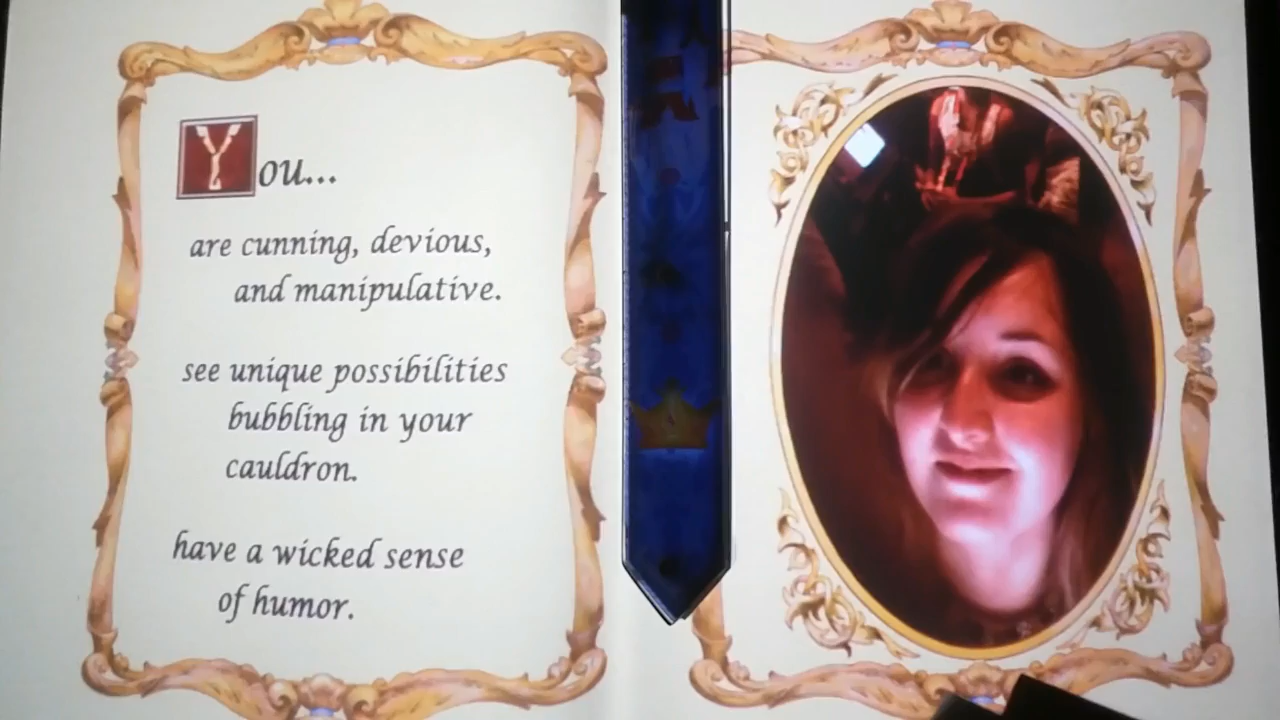 You...
are cunning, devious,
and manipulative.
see unique possibilities
bubbling in your
cauldron.
have a wicked sense
of humor.